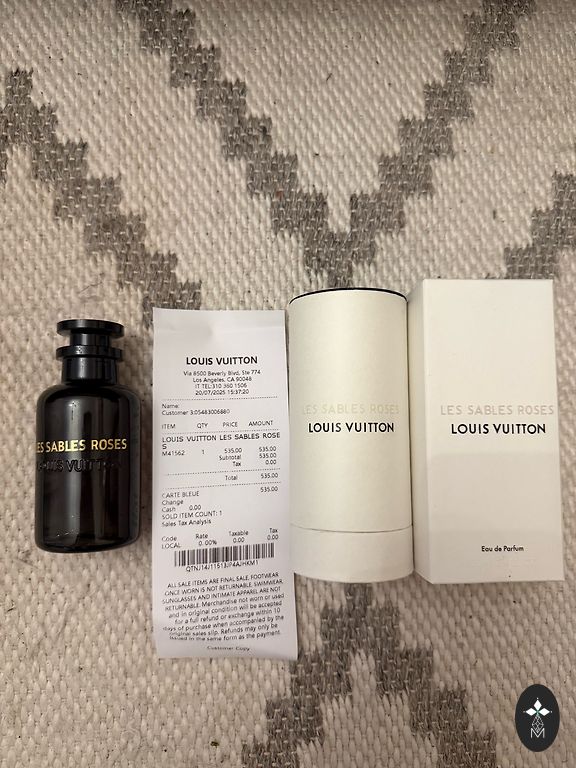 LES SABLES ROSES
LOUIS VUITTON
LOUIS VUITTON
Via 8500 Beverly Blvd, Ste 774
Los Angeles, CA 90048
IT TEL:310 360 1506
20/07/2025 15:37:20
Name:
Customer 3:05483006880
ITEM QTY PRICE AMOUNT
LOUIS VUITTON LES SABLES ROSE
S
M41562 1 535.00 535.00
Subtotal 535.00
Tax 0.00
Total 535.00
CARTE BLEUE 535.00
Change
Cash 0.00
SOLD ITEM COUNT: 1
Sales Tax Analysis
Code Rate Taxable Tax
LOCAL 0.00% 0.00 0.00
ALL SALE ITEMS ARE FINAL SALE. FOOTWEAR
ONCE WORN IS NOT RETURNABLE. SWIMWEAR,
SUNGLASSES AND INTIMATE APPAREL ARE NOT
RETURNABLE. Merchandise not worn or used
and in original condition will be accepted
for a full refund or exchange within 10
days of purchase when accompanied by the
original sales slip. Refunds may only be
issued in the same form as the payment.
Customer Copy
LES SABLES ROSES
LOUIS VUITTON
LES SABLES ROSES
LOUIS VUITTON
Eau de Parfum
M